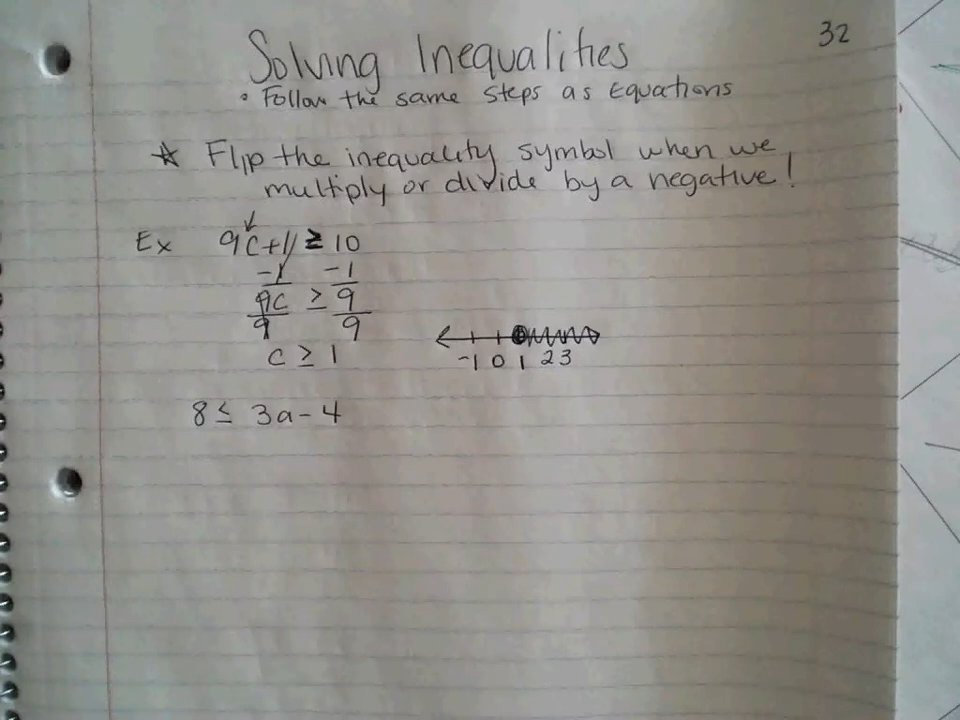 32
Solving Inequalities
• Follow the same steps as Equations
☆ Flip the inequality symbol when we
multiply or divide by a negative!
Ex 9c+1 ≥ 10
-1 -1
9c ≥ 9
9 9
c ≥ 1
-1 0 1 2 3
8 ≤ 3a - 4